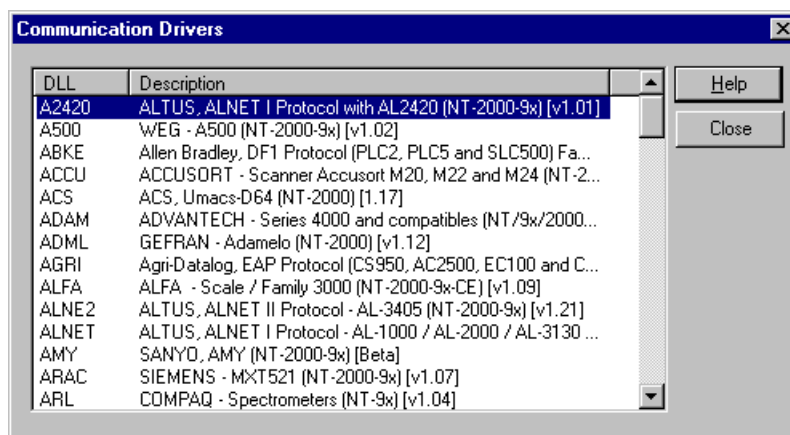 Communication Drivers
DLL Description
Help
A2420 ALTUS, ALNET I Protocol with AL2420 (NT-2000-9x) [v1.01]
A500 WEG - A500 (NT-2000-9x) [v1.02]
Close
ABKE Allen Bradley, DF1 Protocol (PLC2, PLC5 and SLC500) Fa...
ACCU ACCUSORT - Scanner Accusort M20, M22 and M24 (NT-2...
ACS ACS, Umacs-D64 (NT-2000) [1.17]
ADAM ADVANTECH - Series 4000 and compatibles (NT/9x/2000...
ADML GEFRAN - Adamelo (NT-2000) [v1.12]
AGRI Agri-Datalog, EAP Protocol (CS950, AC2500, EC100 and C...
ALFA ALFA - Scale / Family 3000 (NT-2000-9x-CE) [v1.09]
ALNE2 ALTUS, ALNET II Protocol - AL-3405 (NT-2000-9x) [v1.21]
ALNET ALTUS, ALNET I Protocol - AL-1000 / AL-2000 / AL-3130 ...
AMY SANYO, AMY (NT-2000-9x) [Beta]
ARAC SIEMENS - MXT521 (NT-2000-9x) [v1.07]
ARL COMPAQ - Spectrometers (NT-9x) [v1.04]